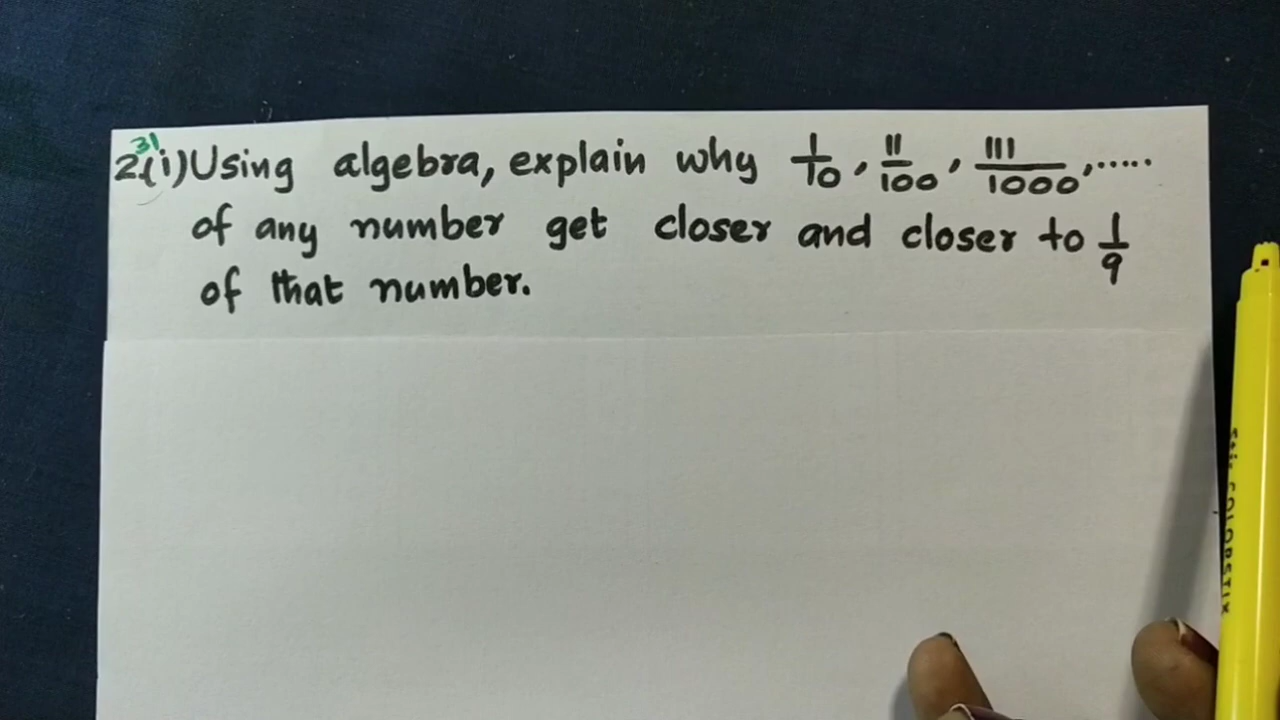 31
2(i) Using algebra, explain why 1/10, 11/100, 111/1000, .....
of any number get closer and closer to 1/9
of that number.